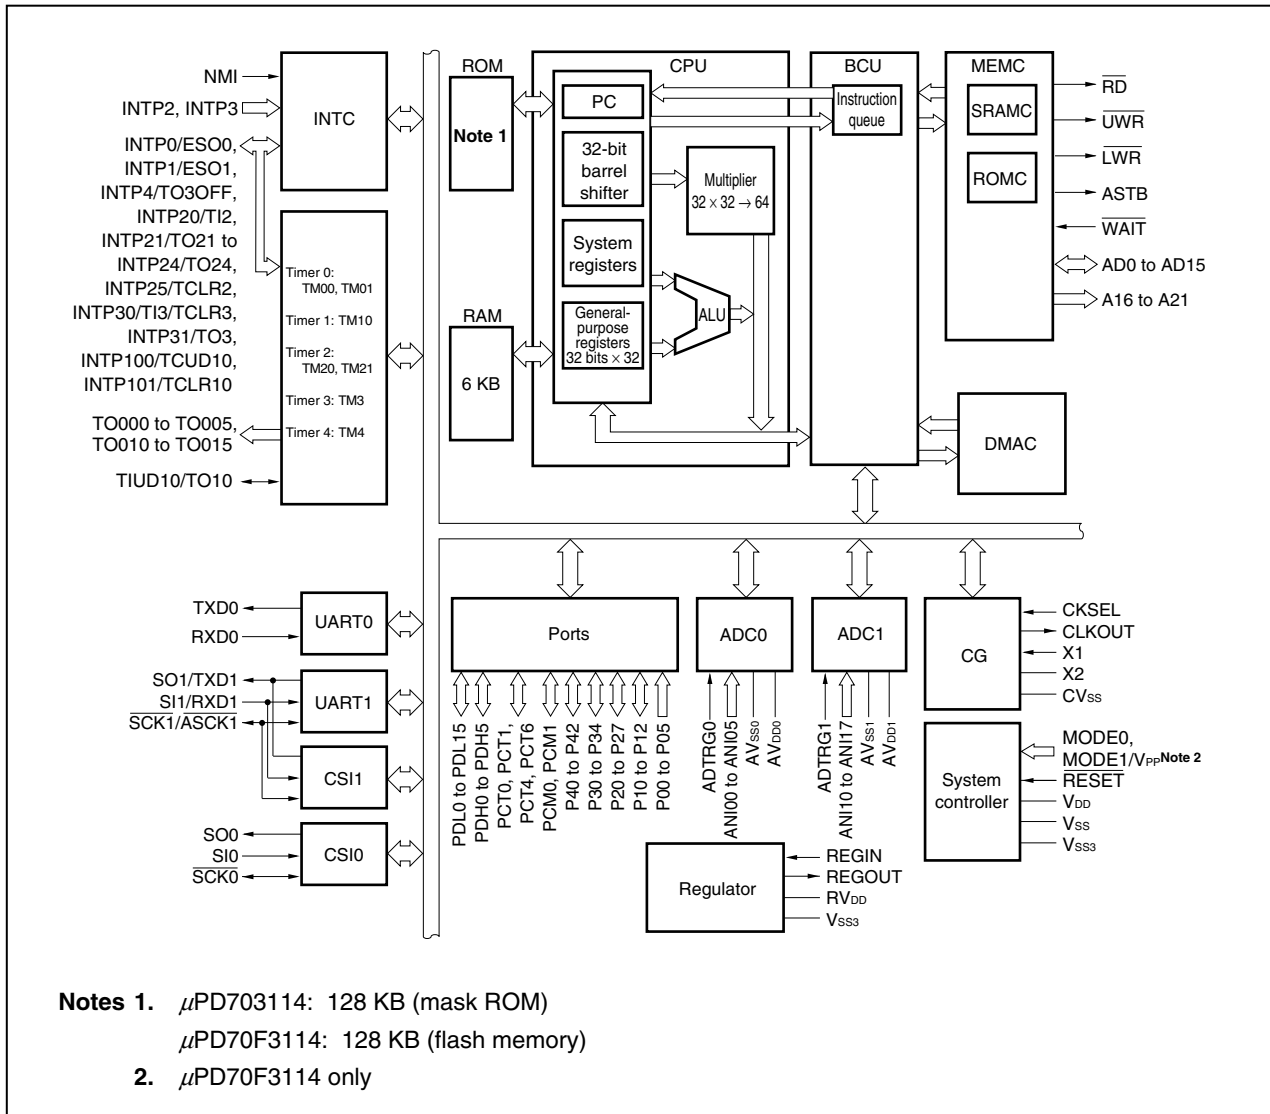 NMI
INTP2, INTP3
INTP0/ESO0,
INTP1/ESO1,
INTP4/TO3OFF,
INTP20/TI2,
INTP21/TO21 to
INTP24/TO24,
INTP25/TCLR2,
INTP30/TI3/TCLR3,
INTP31/TO3,
INTP100/TCUD10,
INTP101/TCLR10
TO000 to TO005,
TO010 to TO015
TIUD10/TO10
INTC
Timer 0:
TM00, TM01
Timer 1: TM10
Timer 2:
TM20, TM21
Timer 3: TM3
Timer 4: TM4
ROM
Note 1
RAM
6 KB
CPU
PC
32-bit
barrel
shifter
System
registers
General-
purpose
registers
32 bits × 32
Multiplier
32 × 32 → 64
ALU
BCU
Instruction
queue
MEMC
SRAMC
ROMC
RD
UWR
LWR
ASTB
WAIT
AD0 to AD15
A16 to A21
DMAC
TXD0
RXD0
UART0
SO1/TXD1
SI1/RXD1
SCK1/ASCK1
UART1
CSI1
SO0
SI0
SCK0
CSI0
Ports
PDL0 to PDL15
PDH0 to PDH5
PCT0, PCT1,
PCT4, PCT6
PCM0, PCM1
P40 to P42
P30 to P34
P20 to P27
P10 to P12
P00 to P05
ADC0
ADTRG0
ANI00 to ANI05
AVSS0
AVDD0
ADC1
ADTRG1
ANI10 to ANI17
AVSS1
AVDD1
CG
CKSEL
CLKOUT
X1
X2
CVSS
System
controller
MODE0,
MODE1/VPP Note 2
RESET
VDD
VSS
VSS3
Regulator
REGIN
REGOUT
RVDD
VSS3
Notes 1. μPD703114: 128 KB (mask ROM)
μPD70F3114: 128 KB (flash memory)
2. μPD70F3114 only